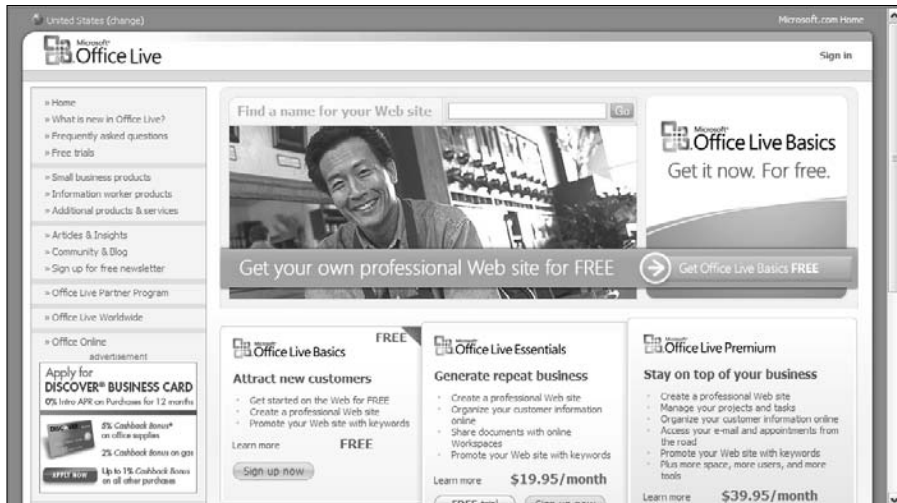 United States (change)
Microsoft.com Home
Microsoft®
Office Live
Sign in
» Home
» What is new in Office Live?
» Frequently asked questions
» Free trials
» Small business products
» Information worker products
» Additional products & services
» Articles & Insights
» Community & Blog
» Sign up for free newsletter
» Office Live Partner Program
» Office Live Worldwide
» Office Online
advertisement
Apply for
DISCOVER® BUSINESS CARD
0% Intro APR on Purchases for 12 months
5% Cashback Bonus*
on office supplies
2% Cashback Bonus on gas
APPLY NOW
Up to 1% Cashback Bonus
on all other purchases
Find a name for your Web site
Go
Microsoft®
Office Live Basics
Get it now. For free.
Get your own professional Web site for FREE
Get Office Live Basics FREE
FREE
Microsoft®
Office Live Basics
Attract new customers
Get started on the Web for FREE
Create a professional Web site
Promote your Web site with keywords
Learn more FREE
Sign up now
Microsoft®
Office Live Essentials
Generate repeat business
Create a professional Web site
Organize your customer information
online
Share documents with online
Workspaces
Promote your Web site with keywords
Learn more $19.95/month
FREE trial
Sign up now
Microsoft®
Office Live Premium
Stay on top of your business
Create a professional Web site
Manage your projects and tasks
Organize your customer information online
Access your e-mail and appointments from
the road
Promote your Web site with keywords
Plus more space, more users, and more
tools
Learn more $39.95/month